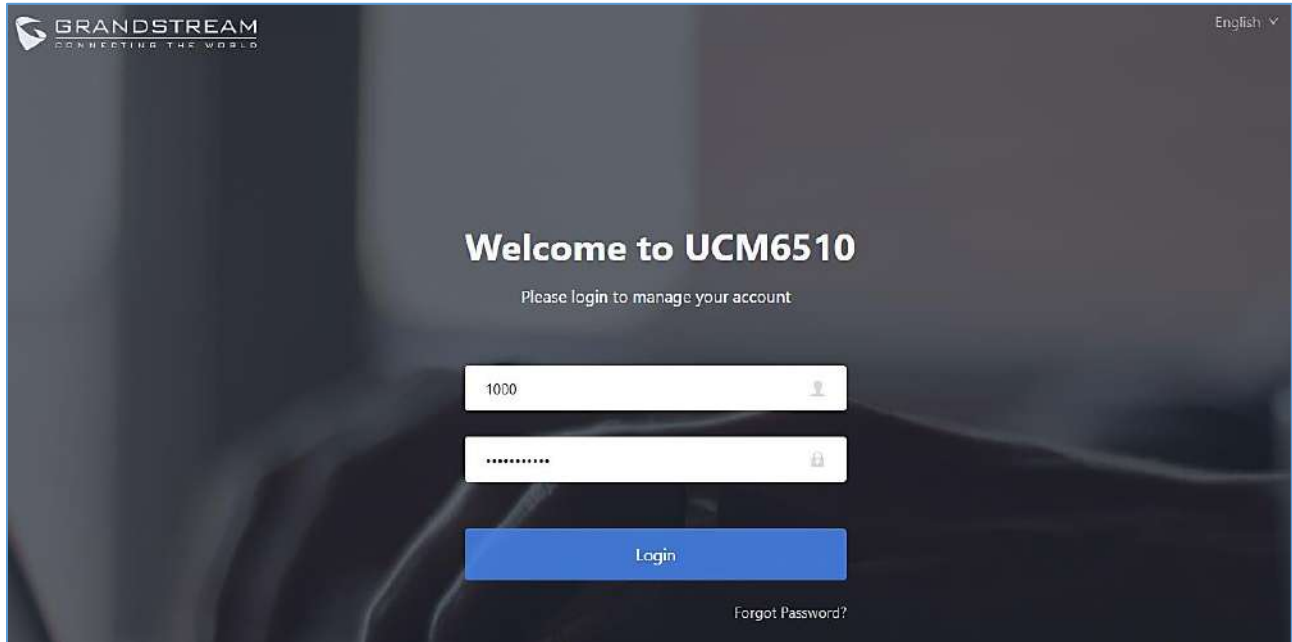 GRANDSTREAM
CONNECTING THE WORLD
English
Welcome to UCM6510
Please login to manage your account
1000
•••••••••••
Login
Forgot Password?